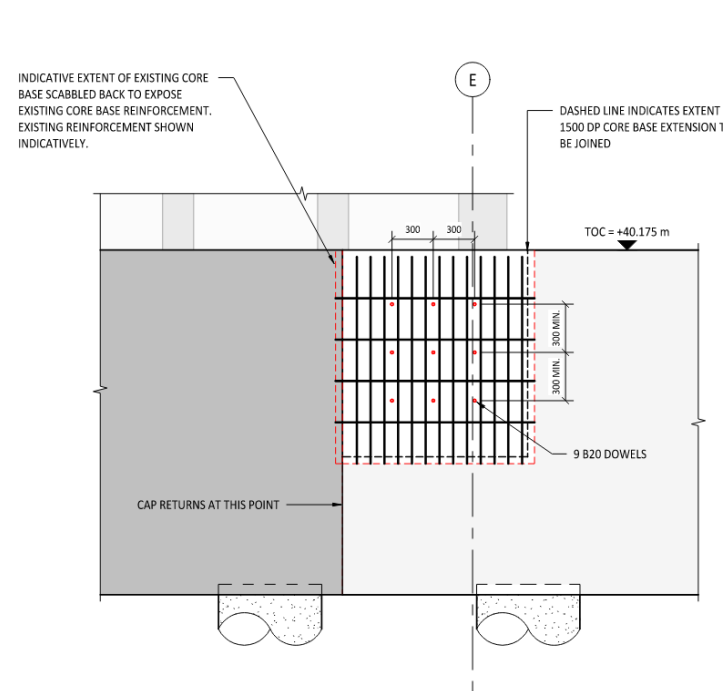 INDICATIVE EXTENT OF EXISTING CORE
BASE SCABBLED BACK TO EXPOSE
EXISTING CORE BASE REINFORCEMENT.
EXISTING REINFORCEMENT SHOWN
INDICATIVELY.
E
DASHED LINE INDICATES EXTENT
1500 DP CORE BASE EXTENSION
BE JOINED
300
300
TOC = +40.175 m
300 MIN.
300 MIN.
9 B20 DOWELS
CAP RETURNS AT THIS POINT